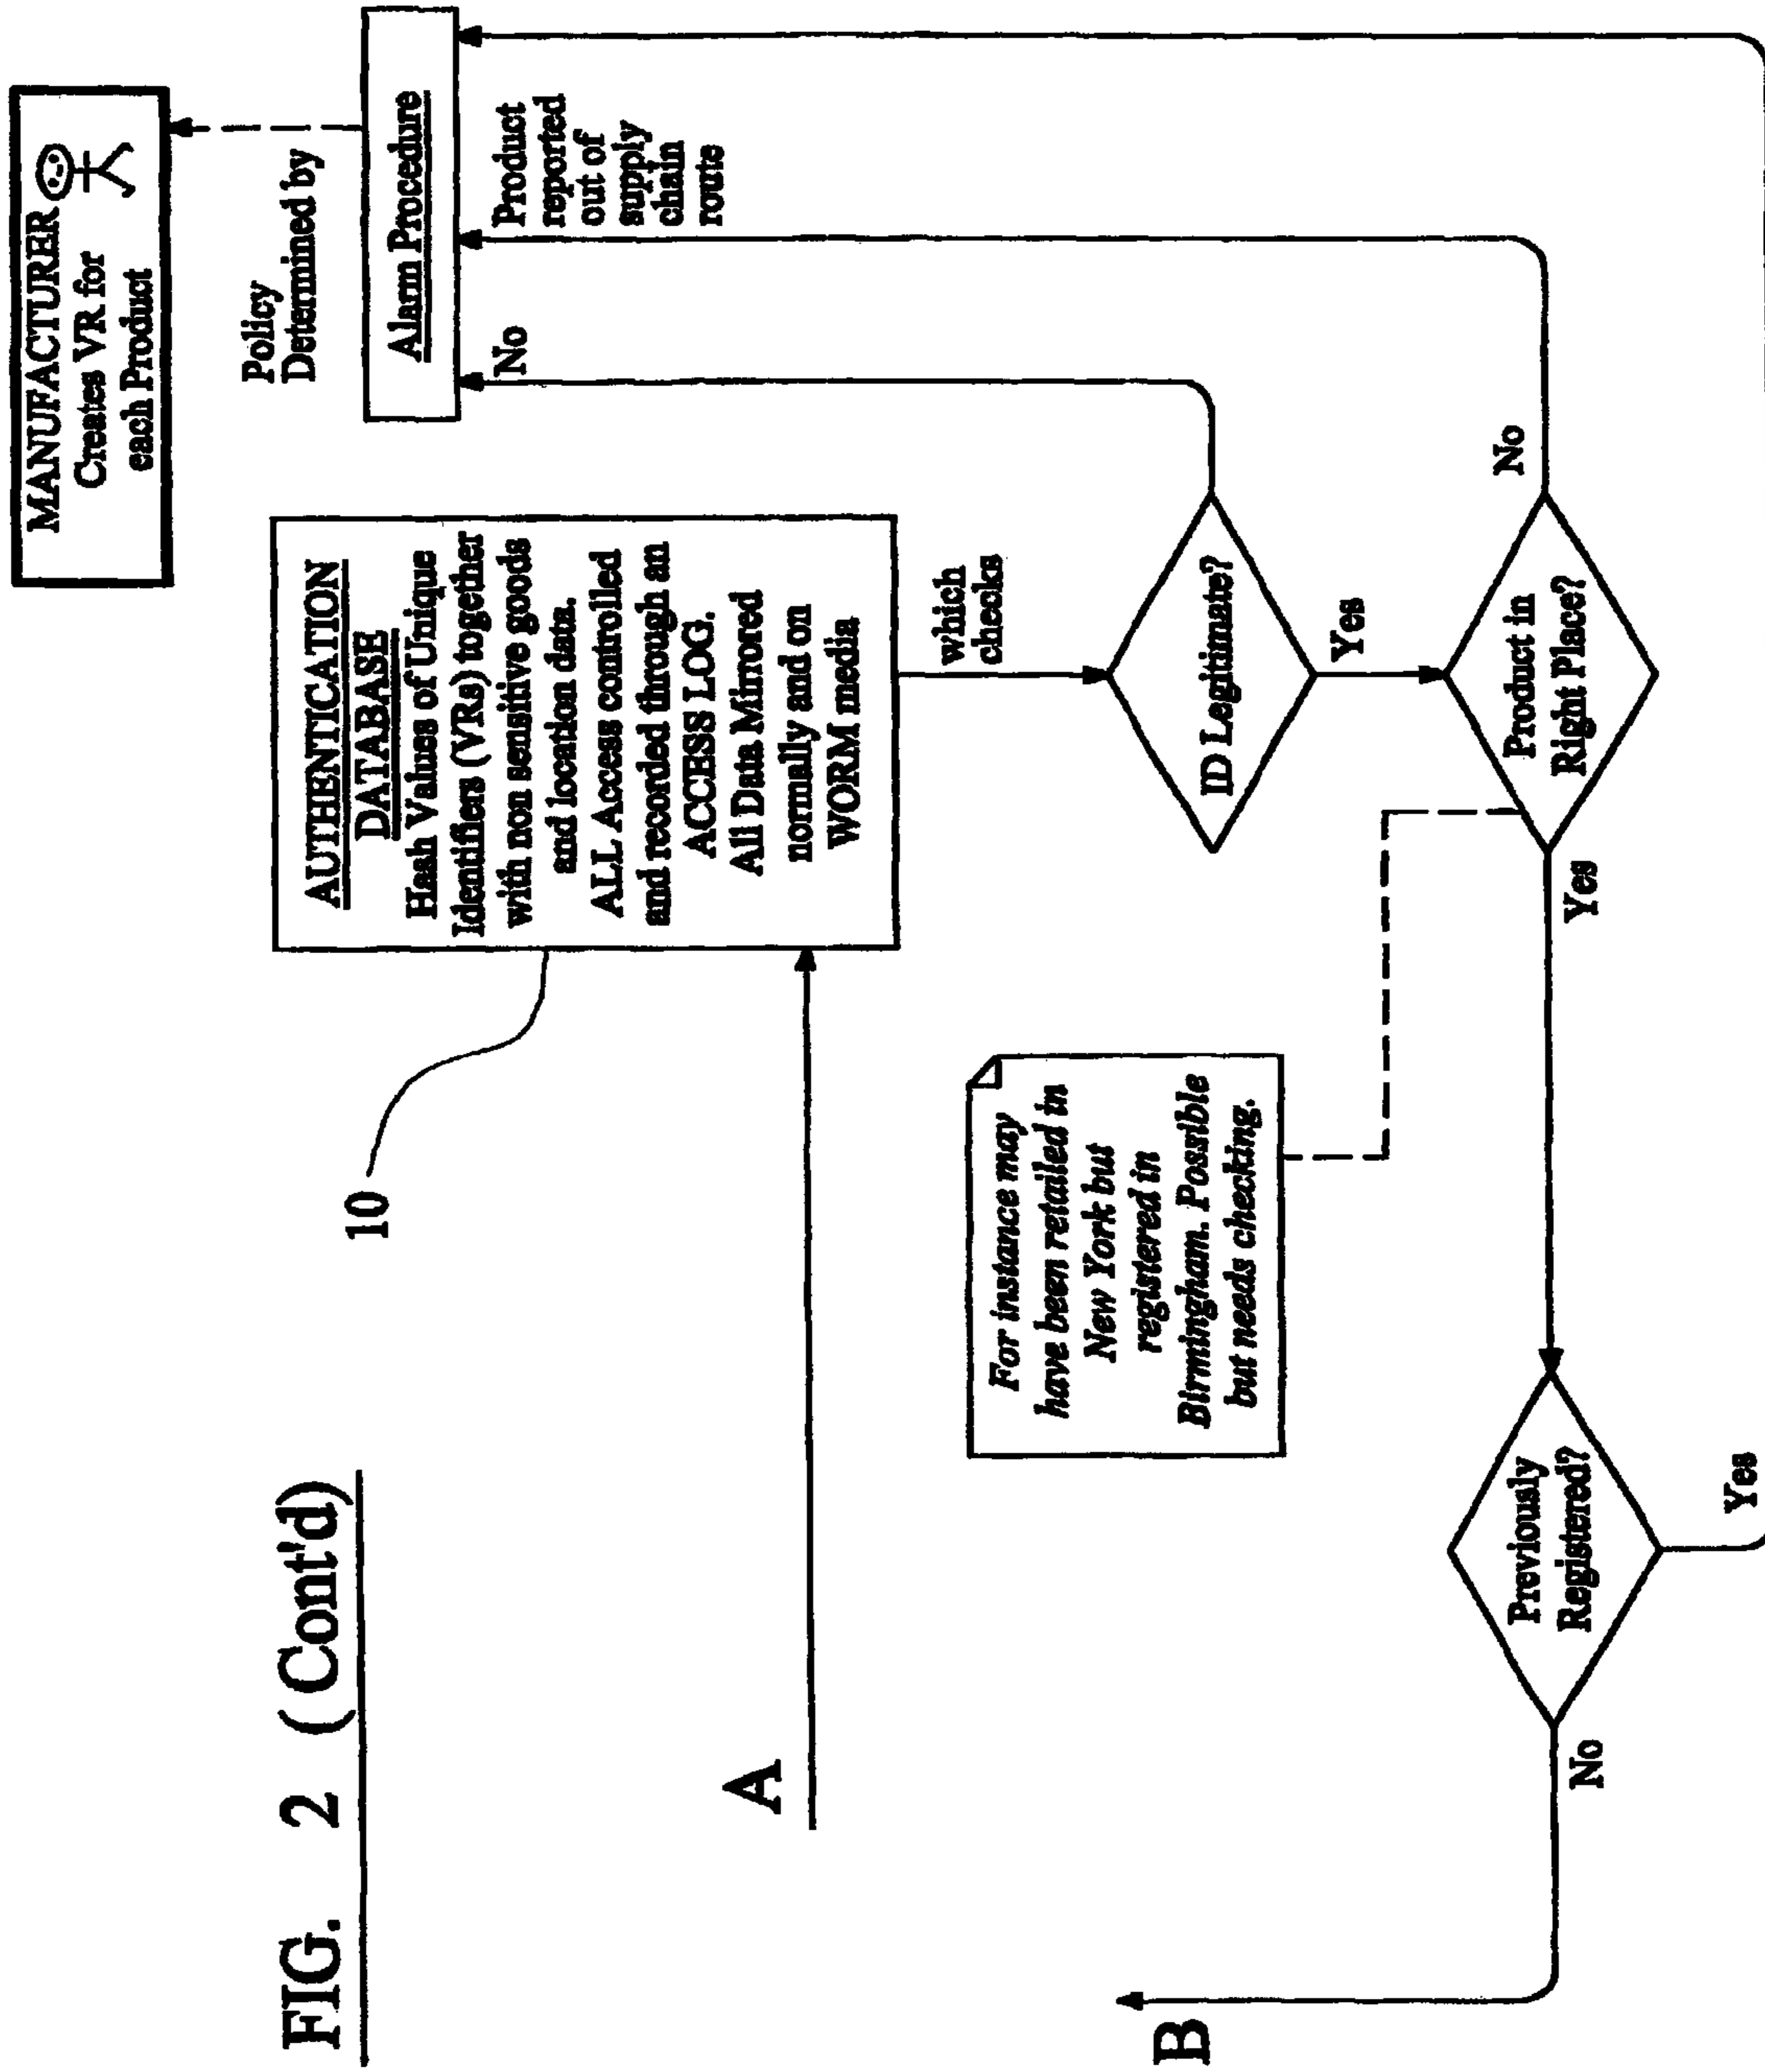 FIG. 2 (Cont'd)
MANUFACTURER
Creates VR for
each Product
Policy
Determined by
Alarm Procedure
10
AUTHENTICATION
DATABASE
Hash Values of Unique
Identifiers (VRs) together
with non sensitive goods
and location data.
ALL Access controlled
and recorded through an
ACCESS LOG.
All Data Mirrored
normally and on
WORM media
No
Product
reported
out of
supply
chain
route
A
which
checks
For instance may
have been retailed in
New York but
registered in
Birmingham. Possible
but needs checking.
ID Legitimate?
Yes
B
Previously
Registered?
Product in
Right Place?
No
Yes
No
Yes